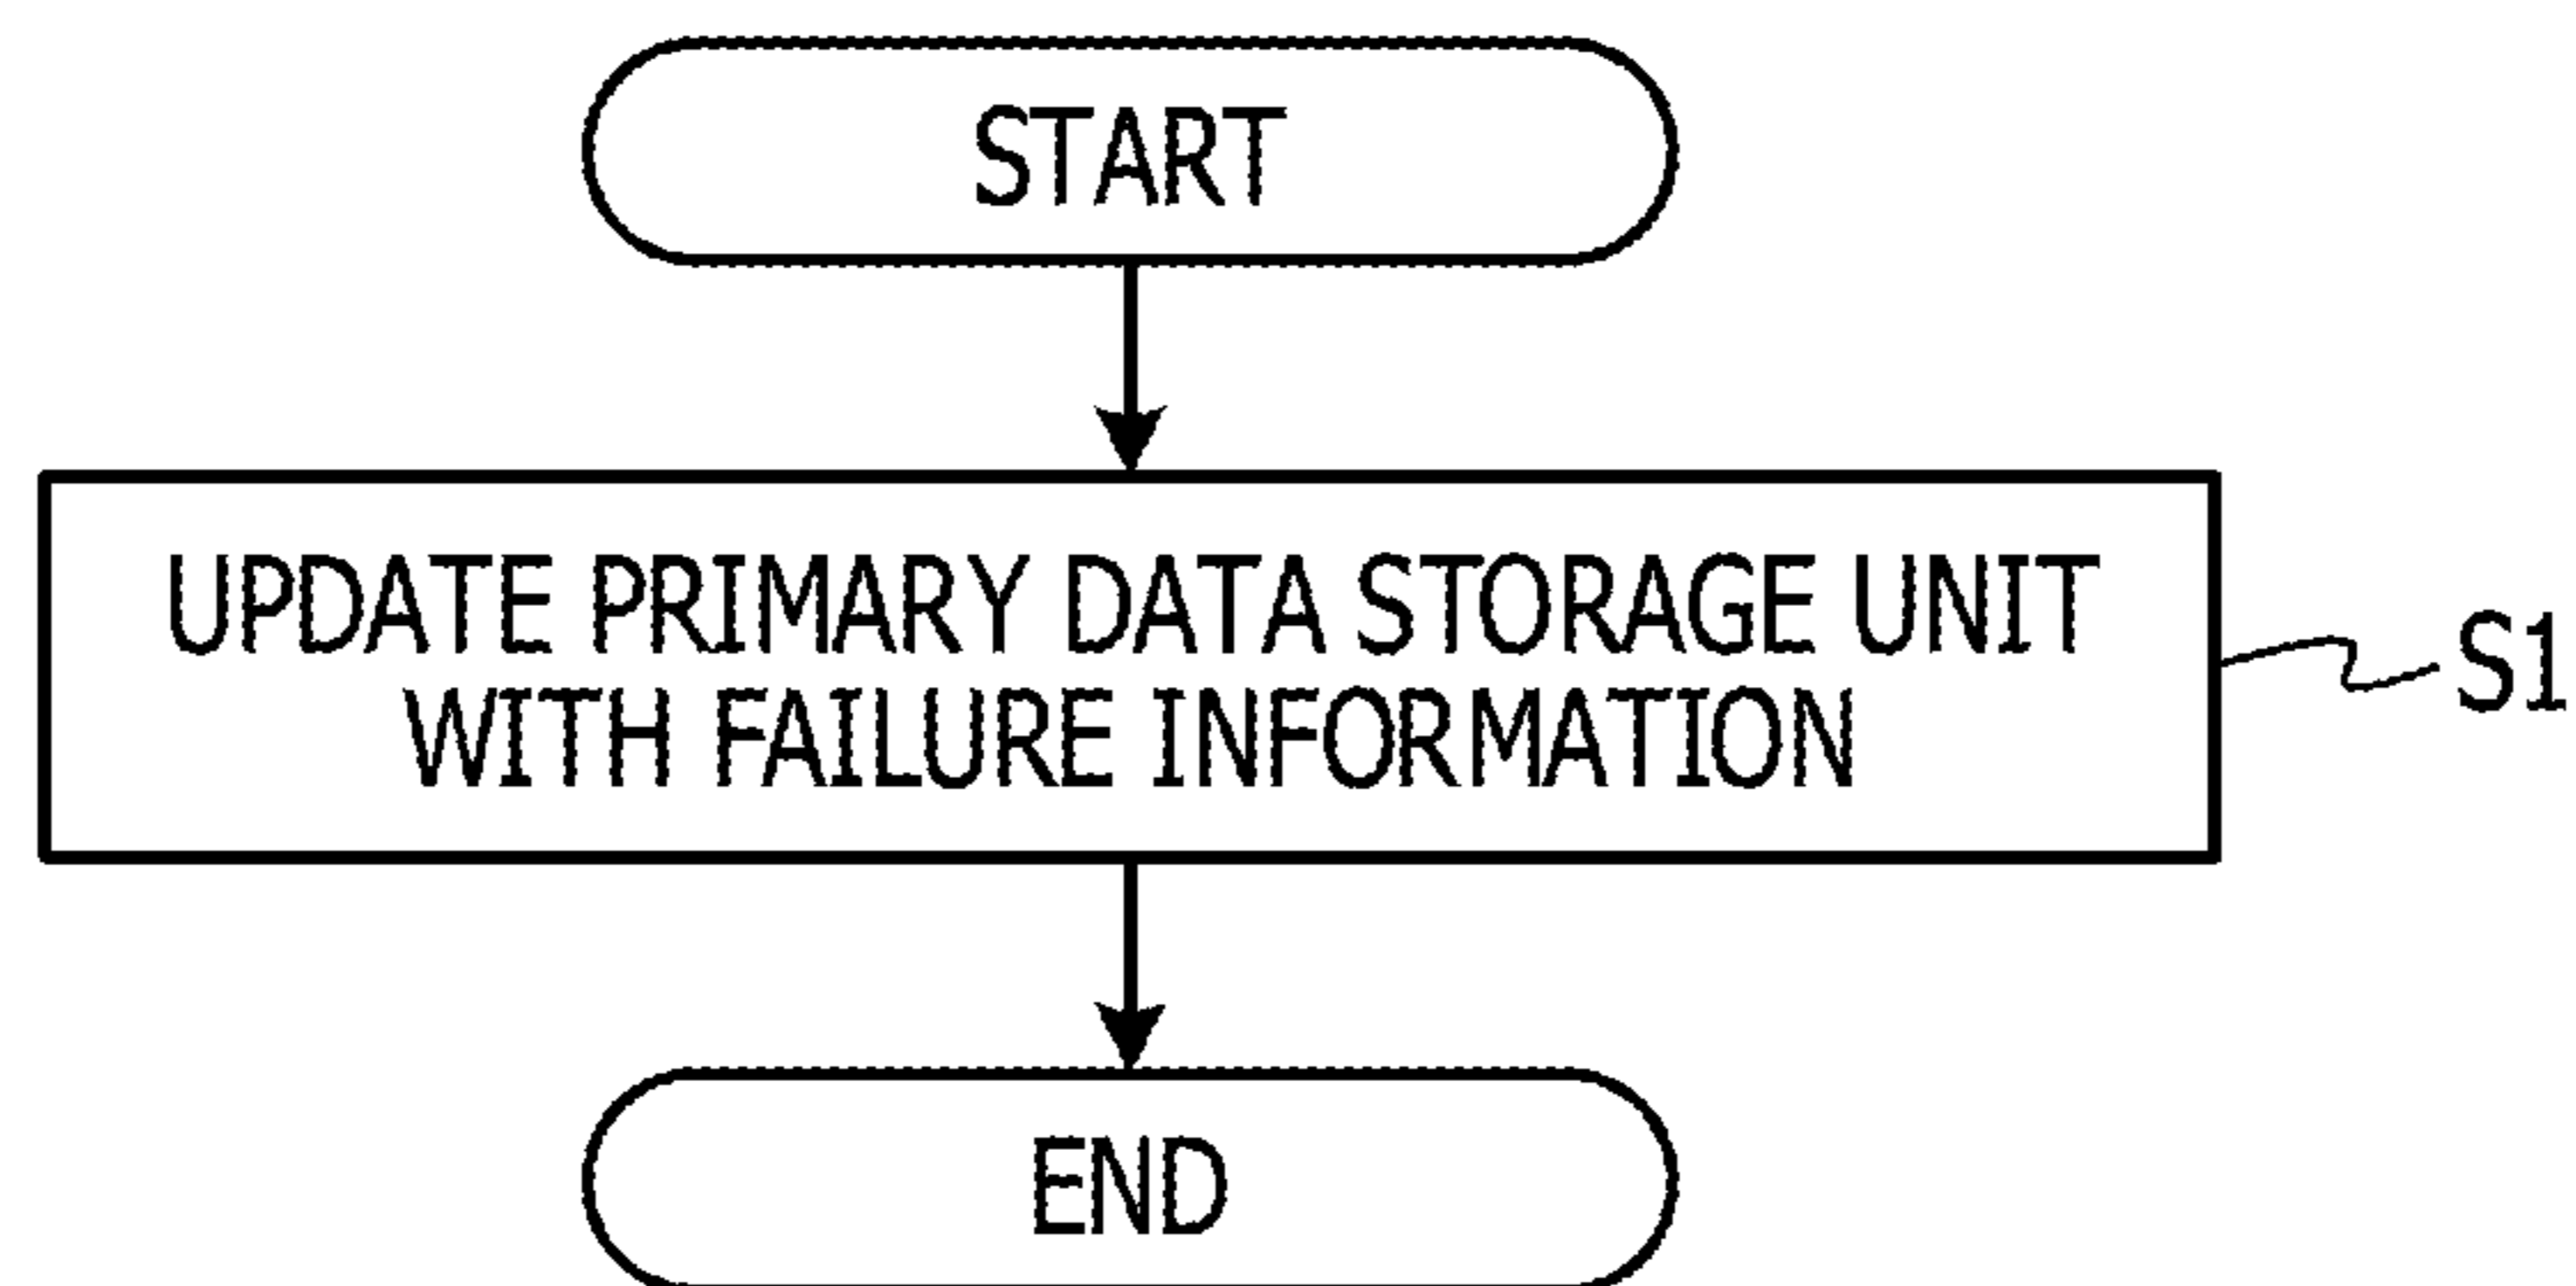 START
UPDATE PRIMARY DATA STORAGE UNIT
WITH FAILURE INFORMATION
S1
END